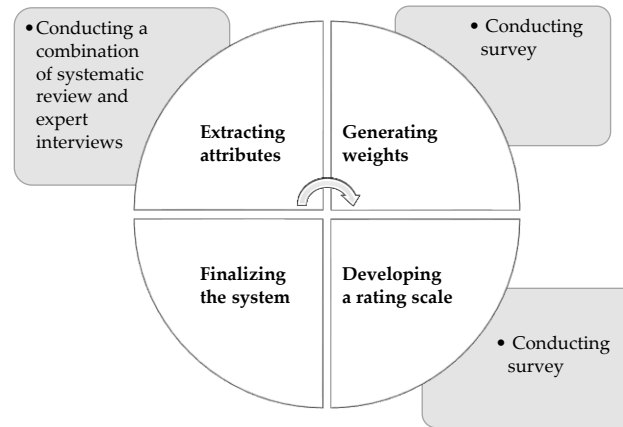 •Conducting a
combination
of systematic
review and
expert
interviews
• Conducting
survey
Extracting
attributes
Generating
weights
Finalizing
the system
Developing
a rating scale
• Conducting
survey